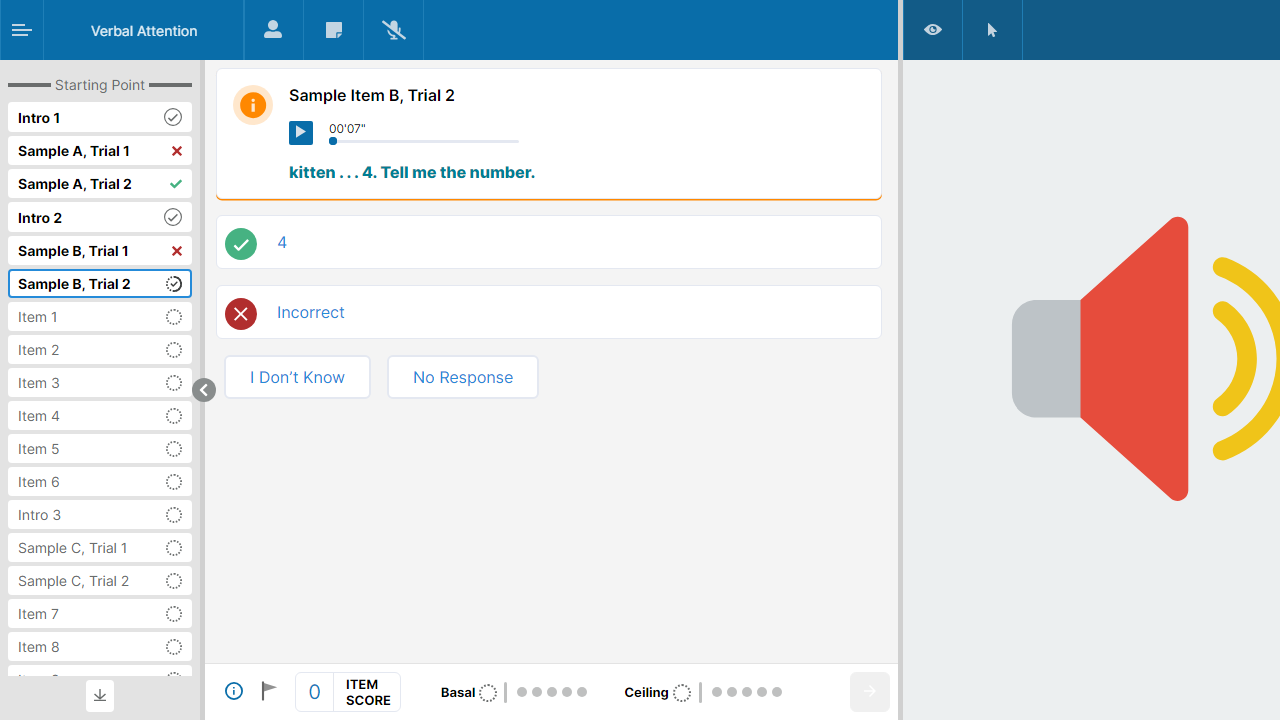 Verbal Attention
Starting Point
Intro 1
Sample A, Trial 1
Sample A, Trial 2
Intro 2
Sample B, Trial 1
Sample B, Trial 2
Item 1
Item 2
Item 3
Item 4
Item 5
Item 6
Intro 3
Sample C, Trial 1
Sample C, Trial 2
Item 7
Item 8
Sample Item B, Trial 2
00'07"
kitten . . . 4. Tell me the number.
4
Incorrect
I Don’t Know
No Response
0
ITEM
SCORE
Basal
Ceiling